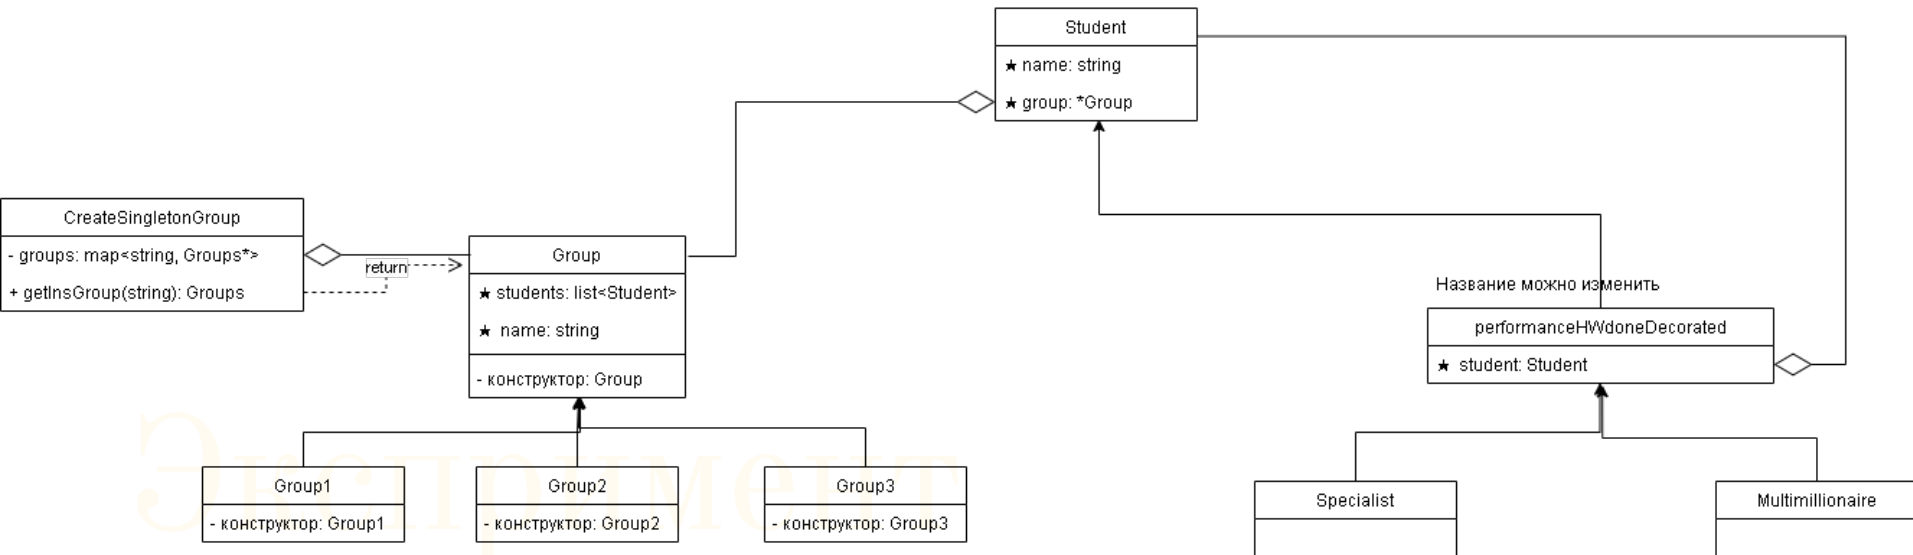 Student
★ name: string
★ group: *Group
CreateSingletonGroup
- groups: map<string, Groups*>
+ getInsGroup(string): Groups
return
Group
★ students: list<Student>
★ name: string
- конструктор: Group
Название можно изменить
performanceHWdoneDecorated
★ student: Student
Group1
- конструктор: Group1
Group2
- конструктор: Group2
Group3
- конструктор: Group3
Specialist
Multimillionaire
Экспримент